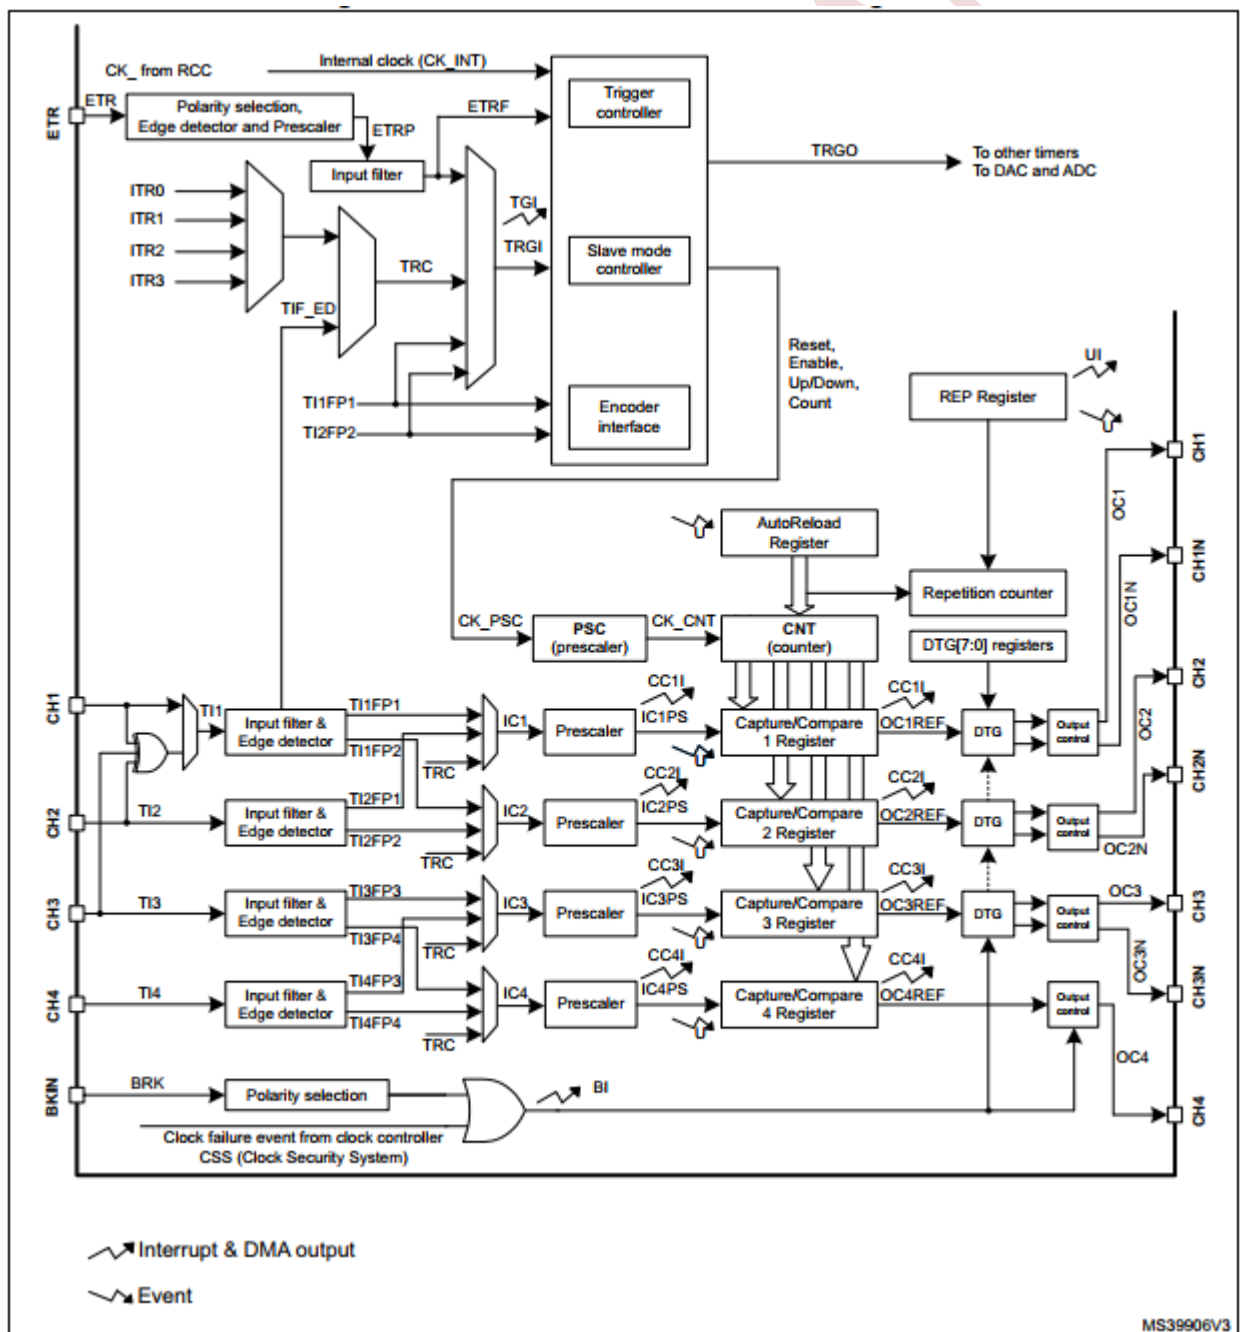 CK_ from RCC
Internal clock (CK_INT)
ETR
ETR
Polarity selection,
Edge detector and Prescaler
ETRP
ETRF
Input filter
Trigger
controller
TRGO
To other timers
To DAC and ADC
ITR0
ITR1
ITR2
ITR3
TRC
TGI
TRGI
Slave mode
controller
TIF_ED
Reset,
Enable,
Up/Down,
Count
UI
REP Register
TI1FP1
TI2FP2
Encoder
interface
CH1
OC1
AutoReload
Register
CH1N
Repetition counter
OC1N
CK_PSC
PSC
(prescaler)
CK_CNT
CNT
(counter)
DTG[7:0] registers
CH1
TI1
Input filter &
Edge detector
TI1FP1
TI1FP2
TRC
IC1
Prescaler
CC1I
IC1PS
Capture/Compare
1 Register
CC1I
OC1REF
DTG
Output
control
CH2
OC2
CH2
TI2
Input filter &
Edge detector
TI2FP1
TI2FP2
TRC
IC2
Prescaler
CC2I
IC2PS
Capture/Compare
2 Register
CC2I
OC2REF
DTG
Output
control
CH2N
OC2N
CH3
TI3
Input filter &
Edge detector
TI3FP3
TI3FP4
TRC
IC3
Prescaler
CC3I
IC3PS
Capture/Compare
3 Register
CC3I
OC3REF
DTG
Output
control
OC3
CH3
OC3N
CH3N
CH4
TI4
Input filter &
Edge detector
TI4FP3
TI4FP4
TRC
IC4
Prescaler
CC4I
IC4PS
Capture/Compare
4 Register
CC4I
OC4REF
Output
control
OC4
CH4
BKIN
BRK
Polarity selection
BI
Clock failure event from clock controller
CSS (Clock Security System)
Interrupt & DMA output
Event
MS39906V3